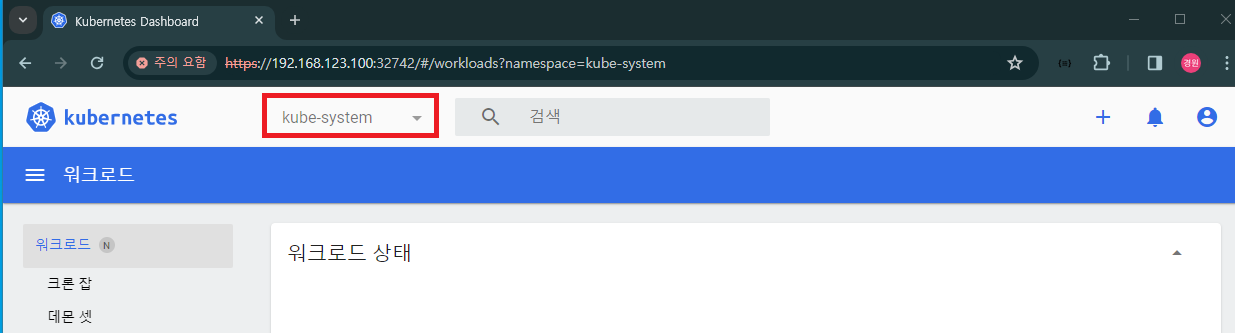 Kubernetes Dashboard
주의 요함 https://192.168.123.100:32742/#/workloads?namespace=kube-system
경원
kubernetes
kube-system
검색
워크로드
워크로드 N
크론 잡
데몬 셋
워크로드 상태